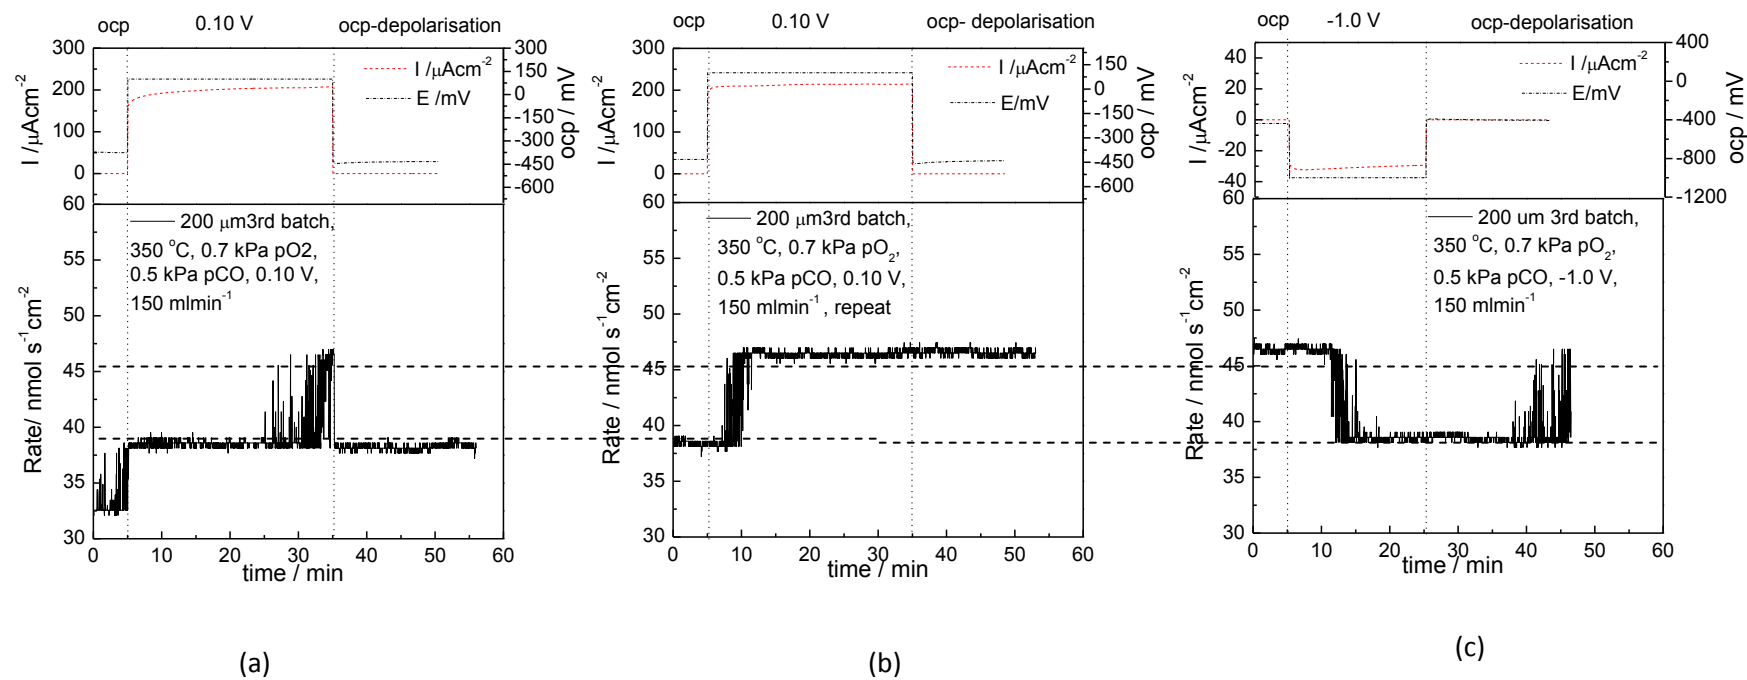 ocp 0.10 V ocp-depolarisation
300
200
100
0
I /μAcm-2
300
150
0
-150
-300
-450
-600
ocp / mV
I /μAcm-2
E /mV
60
55
50
45
40
35
30
Rate/ nmol s-1cm-2
200 μm3rd batch,
350 °C, 0.7 kPa pO2,
0.5 kPa pCO, 0.10 V,
150 mlmin-1
0 10 20 30 40 50 60
time / min
(a)
ocp 0.10 V ocp- depolarisation
300
200
100
0
I /μAcm-2
150
0
-150
-300
-450
-600
ocp / mV
I /μAcm-2
E/mV
60
55
50
45
40
35
30
Rate / nmol s-1cm-2
200 μm3rd batch,
350 °C, 0.7 kPa pO2,
0.5 kPa pCO, 0.10 V,
150 mlmin-1 , repeat
0 10 20 30 40 50 60
time / min
(b)
ocp -1.0 V ocp-depolarisation
40
20
0
-20
-40
I /μAcm-2
400
0
-400
-800
-1200
ocp / mV
I /μAcm-2
E/mV
60
55
50
45
40
35
30
Rate / nmol s-1cm-2
200 um 3rd batch,
350 °C, 0.7 kPa pO2,
0.5 kPa pCO, -1.0 V,
150 mlmin-1
0 10 20 30 40 50 60
time / min
(c)